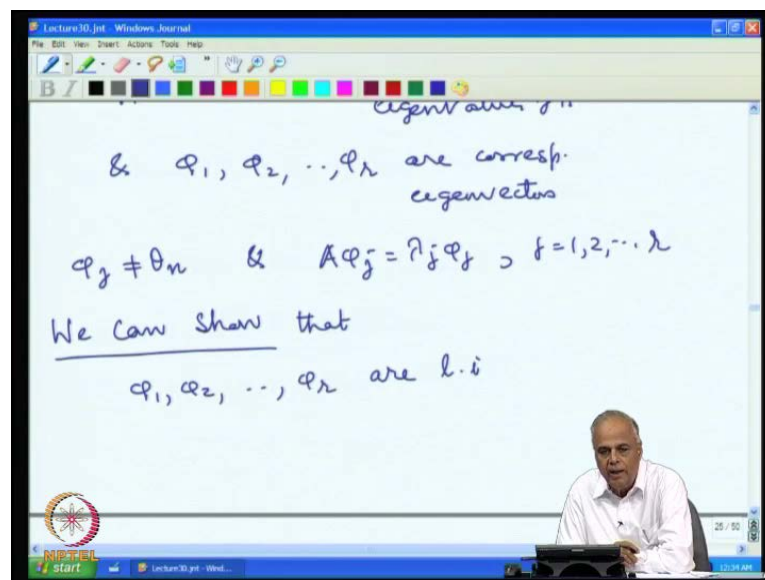 Lecture30.jnt - Windows Journal
File Edit View Insert Actions Tools Help
B I
eigenvalues of A
& φ1, φ2, .., φr are corresp.
eigenvectors
φj ≠ θn & Aφj = λjφj, j = 1, 2, ... r
We can show that
φ1, φ2, .., φr are l.i
25 / 50
NPTEL
start
Lecture30.jnt - Wind...
12:34 AM